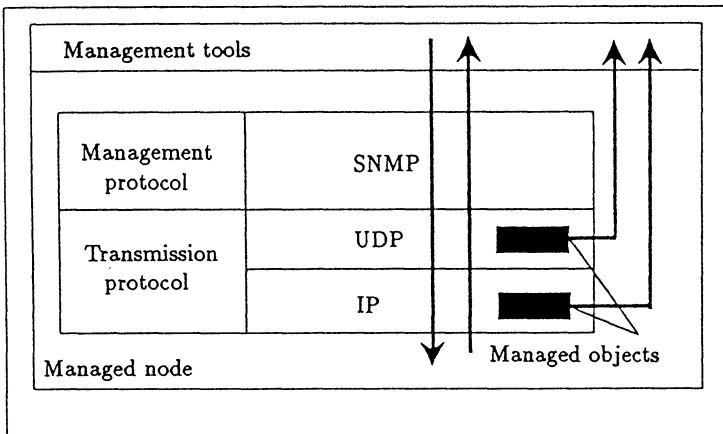 Management tools
Management
protocol
SNMP
Transmission
protocol
UDP
IP
Managed objects
Managed node